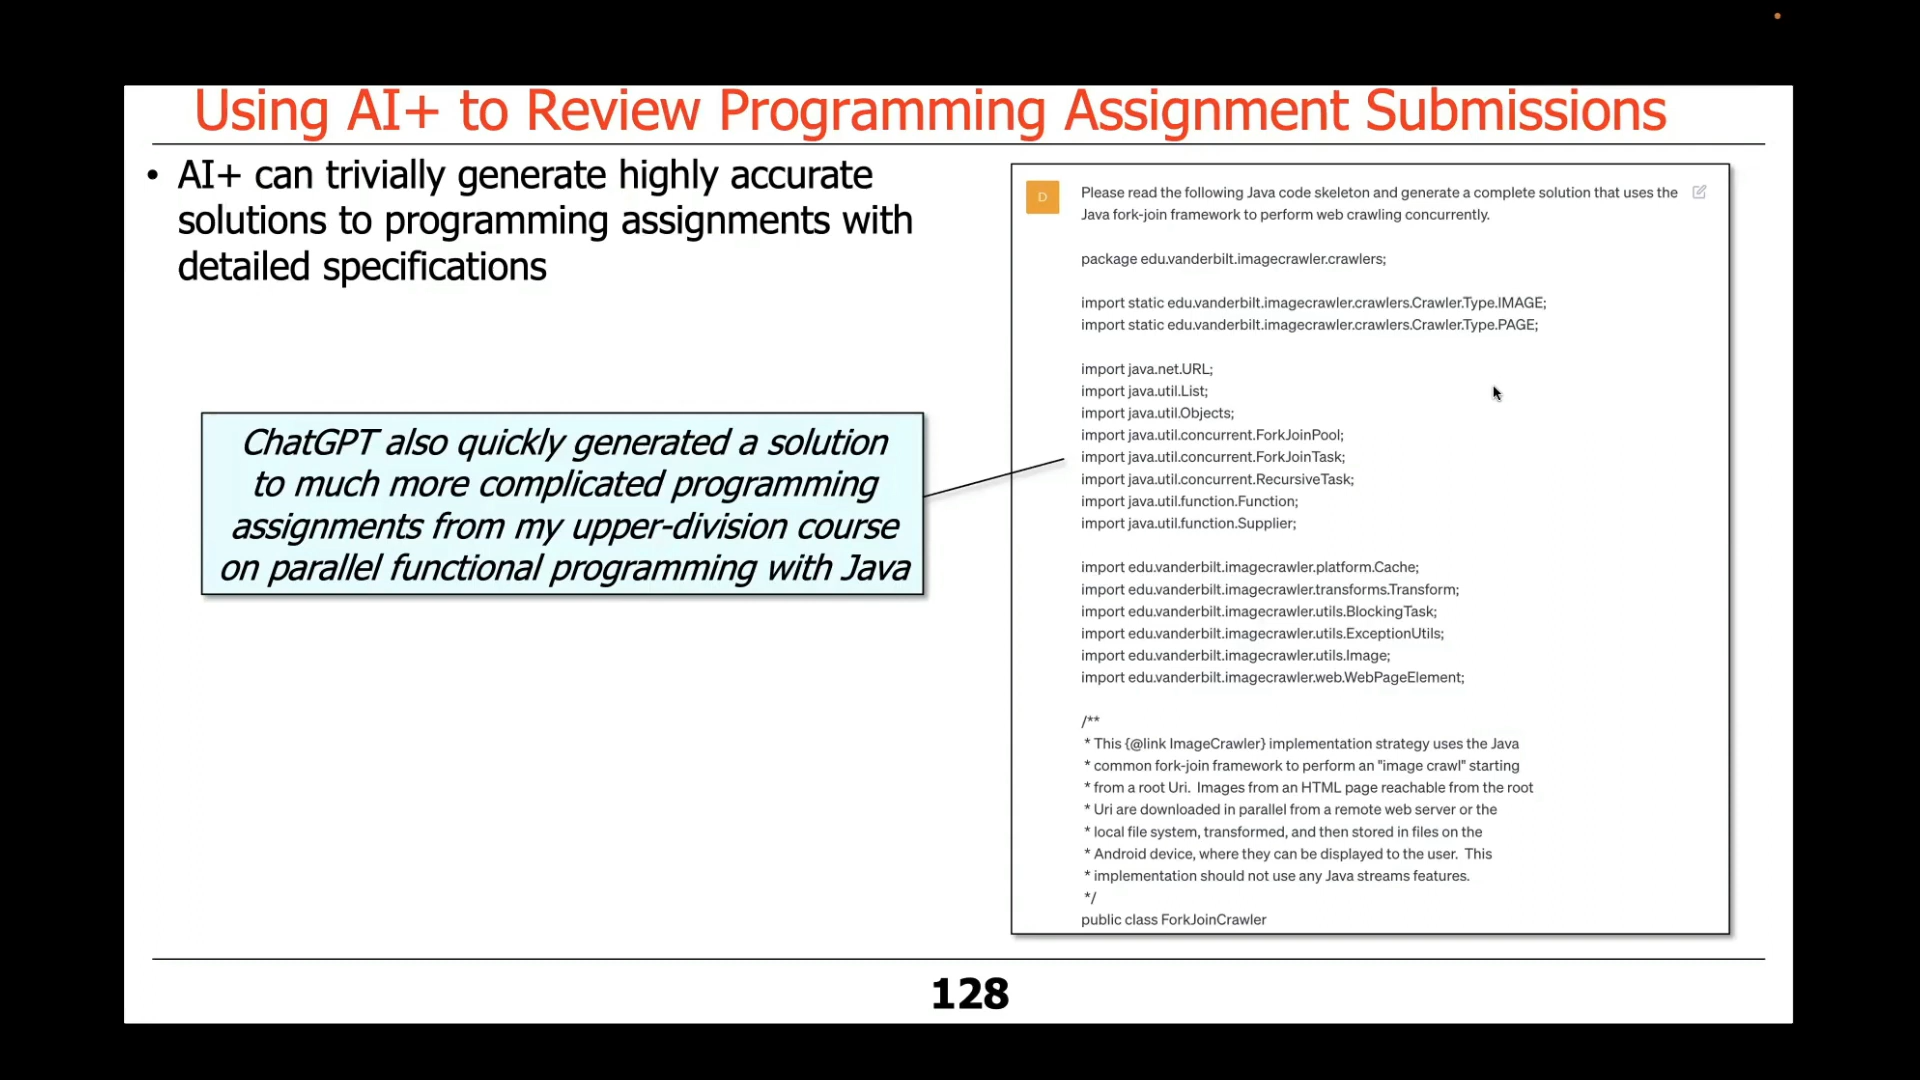 Using AI+ to Review Programming Assignment Submissions
• AI+ can trivially generate highly accurate
solutions to programming assignments with
detailed specifications
ChatGPT also quickly generated a solution
to much more complicated programming
assignments from my upper-division course
on parallel functional programming with Java
D
Please read the following Java code skeleton and generate a complete solution that uses the
Java fork-join framework to perform web crawling concurrently.
package edu.vanderbilt.imagecrawler.crawlers;
import static edu.vanderbilt.imagecrawler.crawlers.Crawler.Type.IMAGE;
import static edu.vanderbilt.imagecrawler.crawlers.Crawler.Type.PAGE;
import java.net.URL;
import java.util.List;
import java.util.Objects;
import java.util.concurrent.ForkJoinPool;
import java.util.concurrent.ForkJoinTask;
import java.util.concurrent.RecursiveTask;
import java.util.function.Function;
import java.util.function.Supplier;
import edu.vanderbilt.imagecrawler.platform.Cache;
import edu.vanderbilt.imagecrawler.transforms.Transform;
import edu.vanderbilt.imagecrawler.utils.BlockingTask;
import edu.vanderbilt.imagecrawler.utils.ExceptionUtils;
import edu.vanderbilt.imagecrawler.utils.Image;
import edu.vanderbilt.imagecrawler.web.WebPageElement;
/**
* This {@link ImageCrawler} implementation strategy uses the Java
* common fork-join framework to perform an "image crawl" starting
* from a root Uri.  Images from an HTML page reachable from the root
* Uri are downloaded in parallel from a remote web server or the
* local file system, transformed, and then stored in files on the
* Android device, where they can be displayed to the user.  This
* implementation should not use any Java streams features.
*/
public class ForkJoinCrawler
128